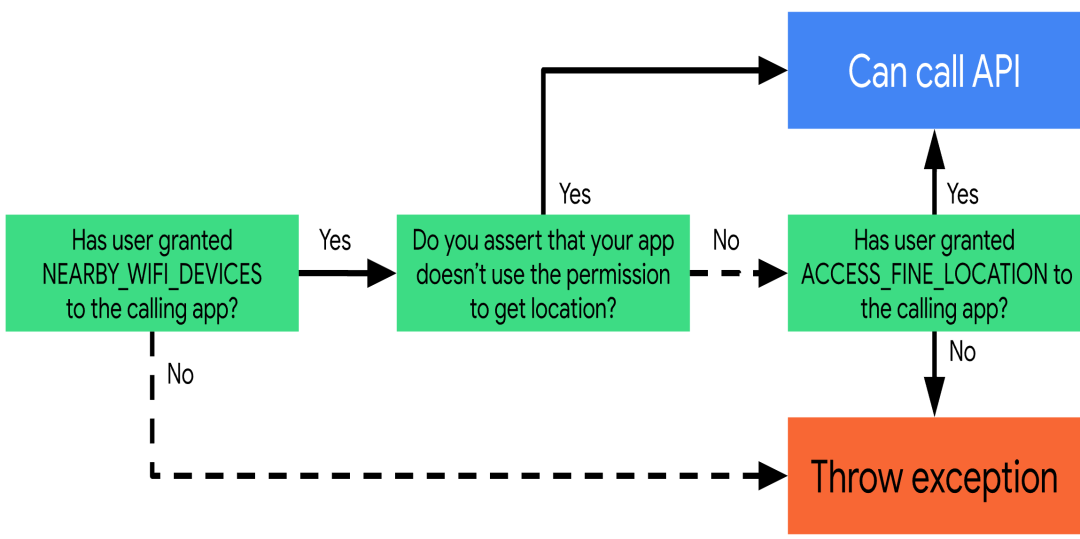 Can call API
Yes
Yes
Has user granted
NEARBY_WIFI_DEVICES
to the calling app?
Yes
Do you assert that your app
doesn't use the permission
to get location?
No
Has user granted
ACCESS_FINE_LOCATION to
the calling app?
No
No
Throw exception